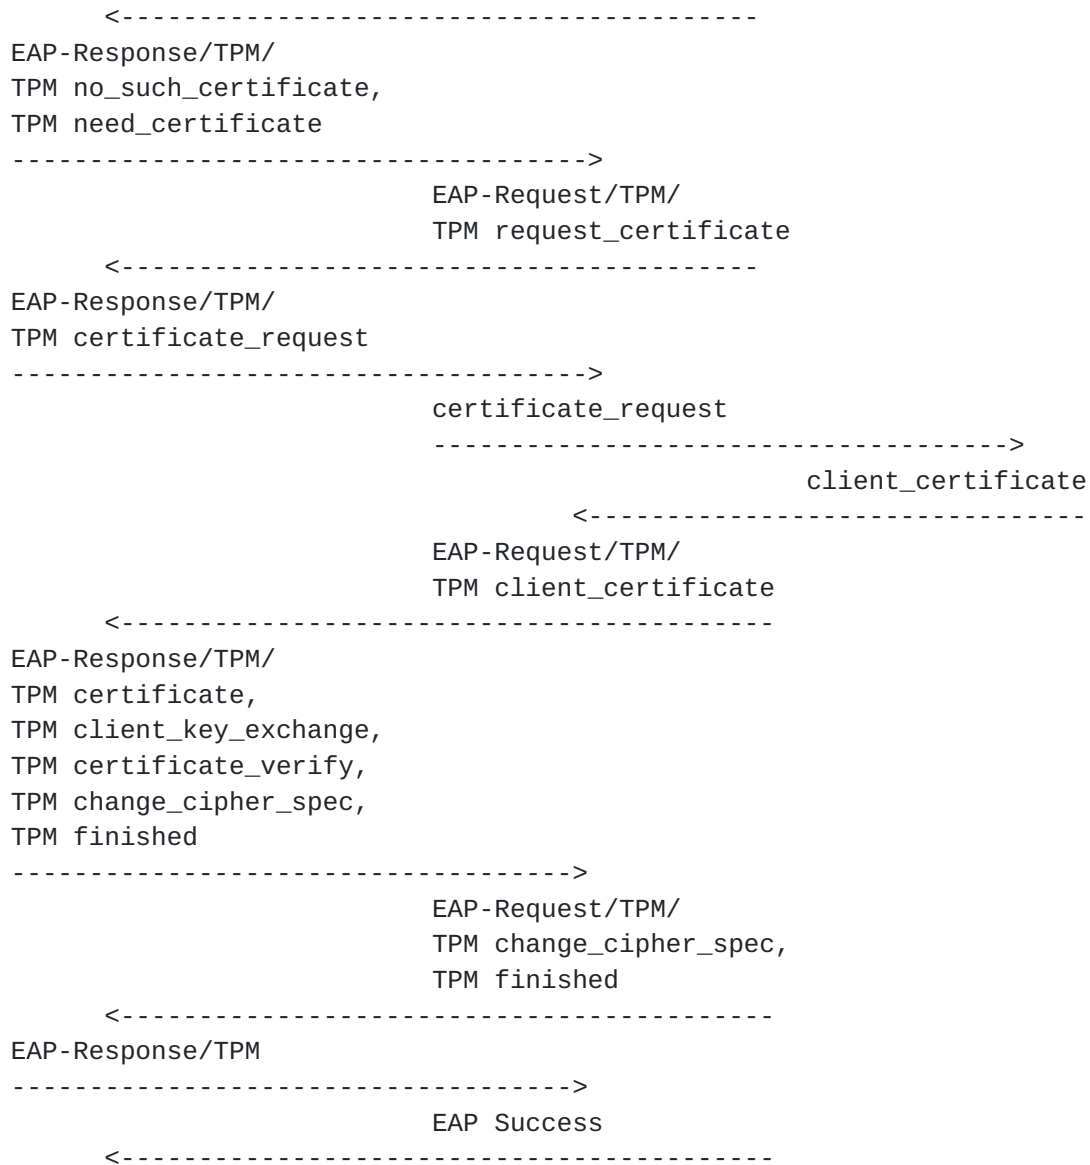 <-----------------------------------------
EAP-Response/TPM/
TPM no_such_certificate,
TPM need_certificate
------------------------------------->
EAP-Request/TPM/
TPM request_certificate
<-----------------------------------------
EAP-Response/TPM/
TPM certificate_request
------------------------------------->
certificate_request
------------------------------------->
client_certificate
<--------------------------------
EAP-Request/TPM/
TPM client_certificate
<------------------------------------------
EAP-Response/TPM/
TPM certificate,
TPM client_key_exchange,
TPM certificate_verify,
TPM change_cipher_spec,
TPM finished
------------------------------------>
EAP-Request/TPM/
TPM change_cipher_spec,
TPM finished
<------------------------------------------
EAP-Response/TPM
------------------------------------>
EAP Success
<------------------------------------------